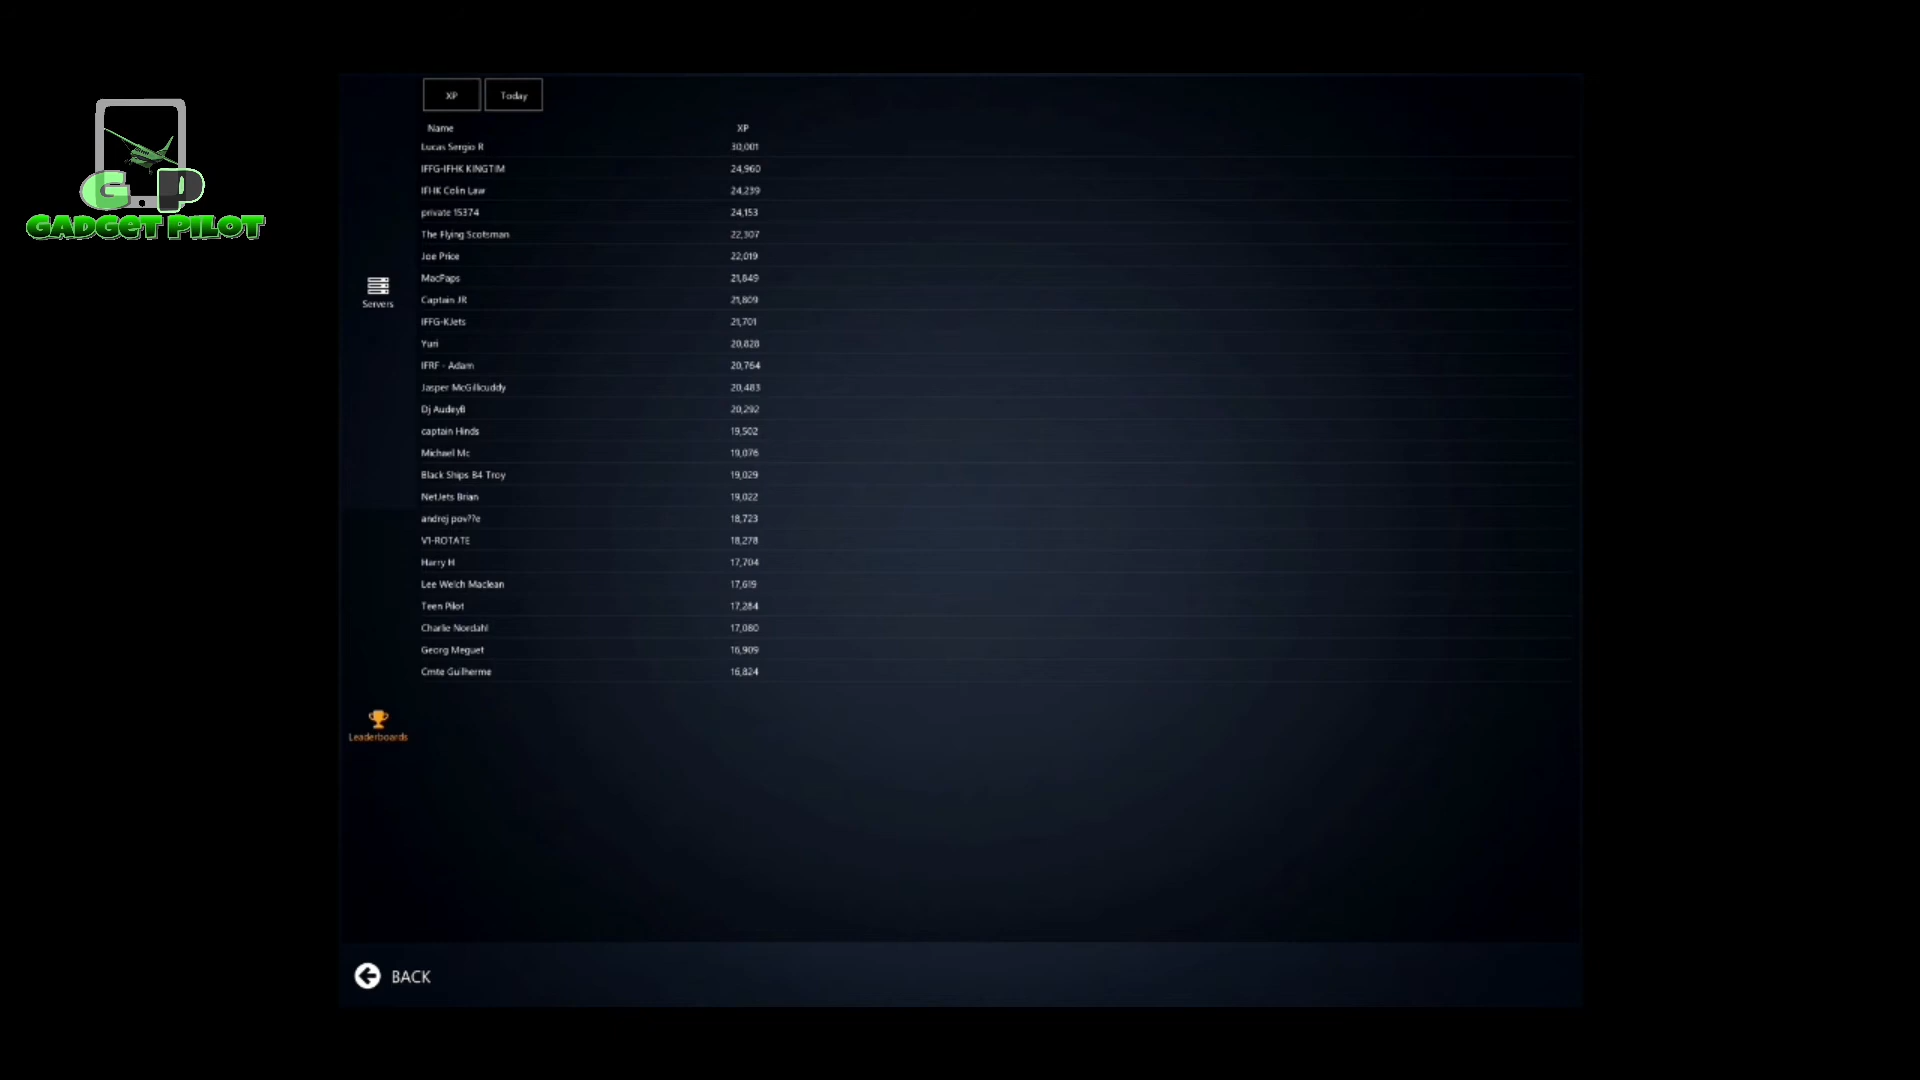 XP Today
Name XP
Lucas Sergio R 30,001
IFFG-IFHK KINGTIM 24,960
IFHK Colin Law 24,239
private 15374 24,153
The Flying Scotsman 22,307
Joe Price 22,019
MacPaps 21,849
Captain JR 21,809
IFFG-KJets 21,701
Yuri 20,828
IFRF - Adam 20,764
Jasper McGillicuddy 20,483
Dj AudeyB 20,292
captain Hinds 19,502
Michael Mc 19,076
Black Ships B4 Troy 19,029
NetJets Brian 19,022
andrej pov??e 18,723
V1-ROTATE 18,278
Harry H 17,704
Lee Welch Maclean 17,619
Teen Pilot 17,284
Charlie Nordahl 17,080
Georg Meguet 16,909
Cmte Guilherme 16,824
GP
GADGET PILOT
Servers
Leaderboards
BACK